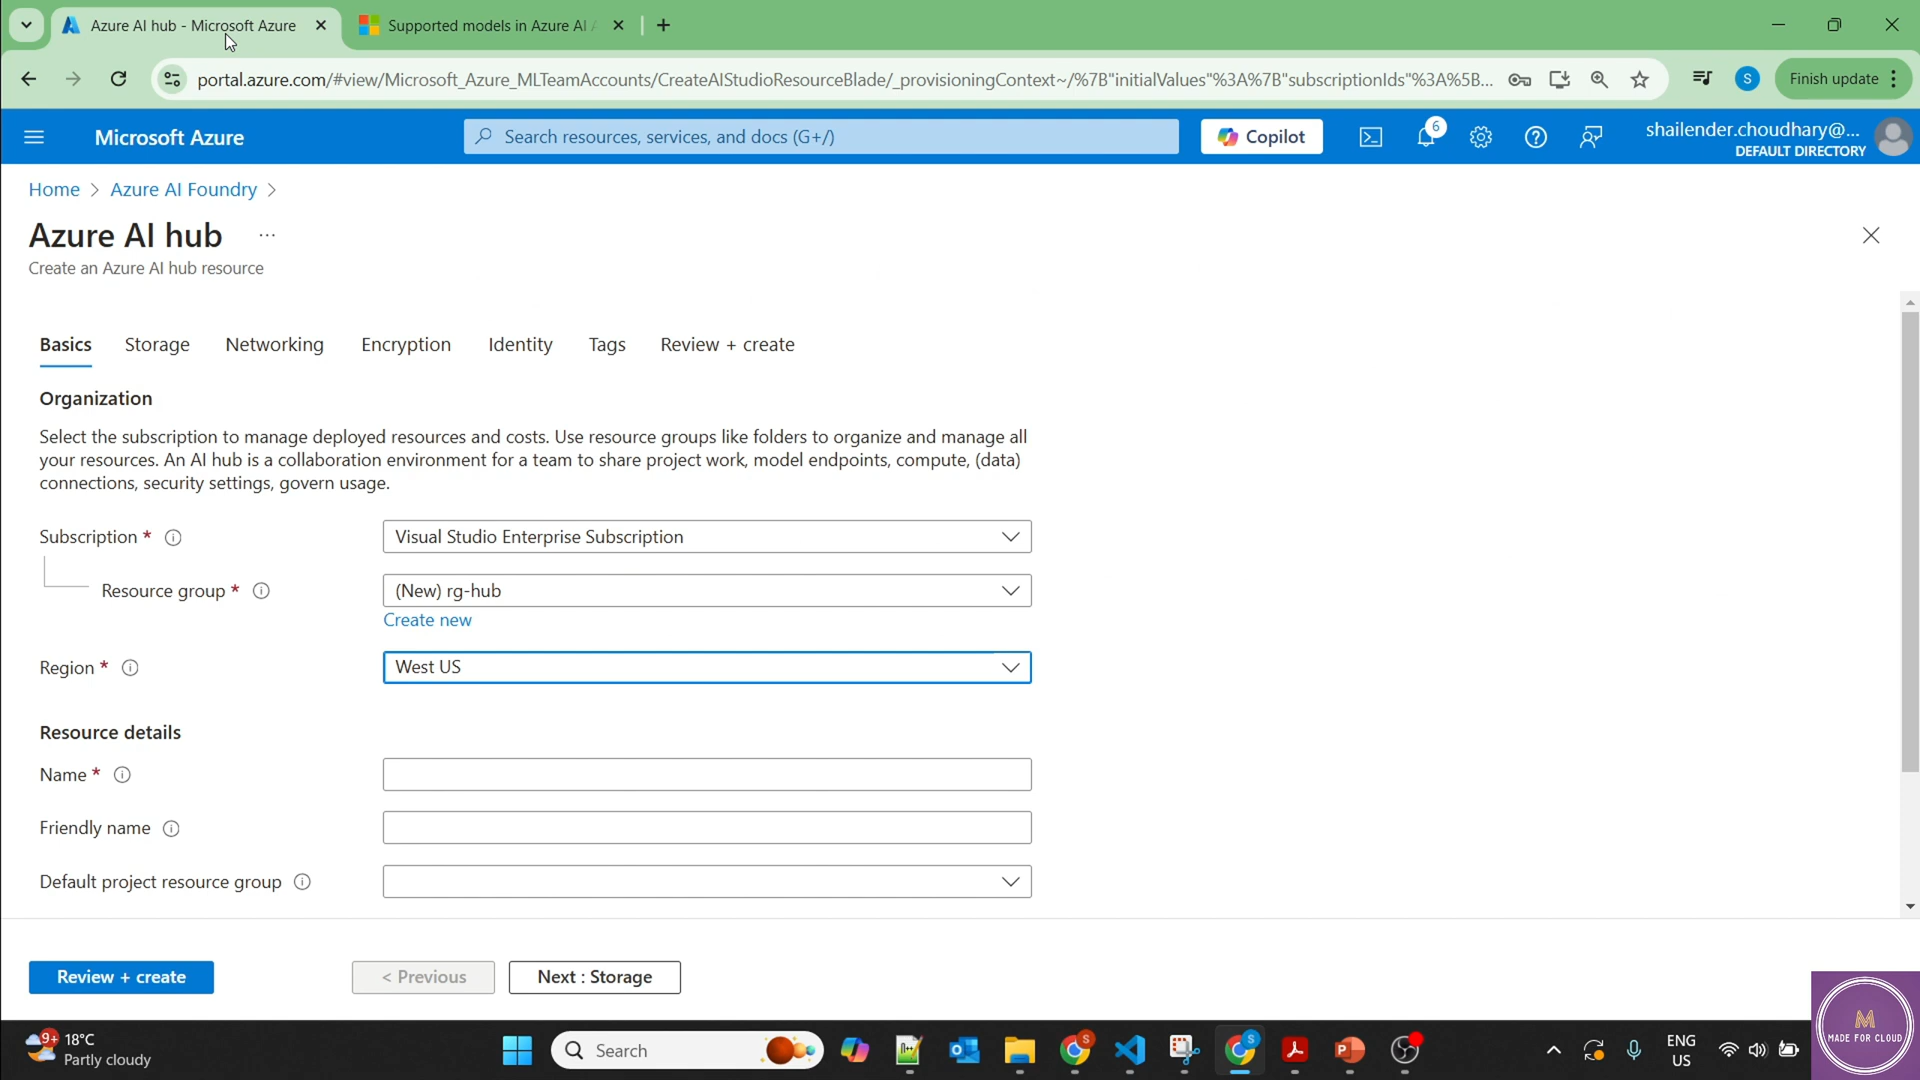 Azure AI hub - Microsoft Azure
Supported models in Azure AI
portal.azure.com/#view/Microsoft_Azure_MLTeamAccounts/CreateAIStudioResourceBlade/_provisioningContext~/%7B"initialValues"%3A%7B"subscriptionIds"%3A%5B...
S
Finish update
Microsoft Azure
Search resources, services, and docs (G+/)
Copilot
6
shailender.choudhary@...
DEFAULT DIRECTORY
Home > Azure AI Foundry >
Azure AI hub ...
Create an Azure AI hub resource
Basics
Storage
Networking
Encryption
Identity
Tags
Review + create
Organization
Select the subscription to manage deployed resources and costs. Use resource groups like folders to organize and manage all
your resources. An AI hub is a collaboration environment for a team to share project work, model endpoints, compute, (data)
connections, security settings, govern usage.
Subscription *
Visual Studio Enterprise Subscription
Resource group *
(New) rg-hub
Create new
Region *
West US
Resource details
Name *
Friendly name
Default project resource group
Review + create
< Previous
Next : Storage
9+
18°C
Partly cloudy
Search
S
S
ENG
US
M
MADE FOR CLOUD